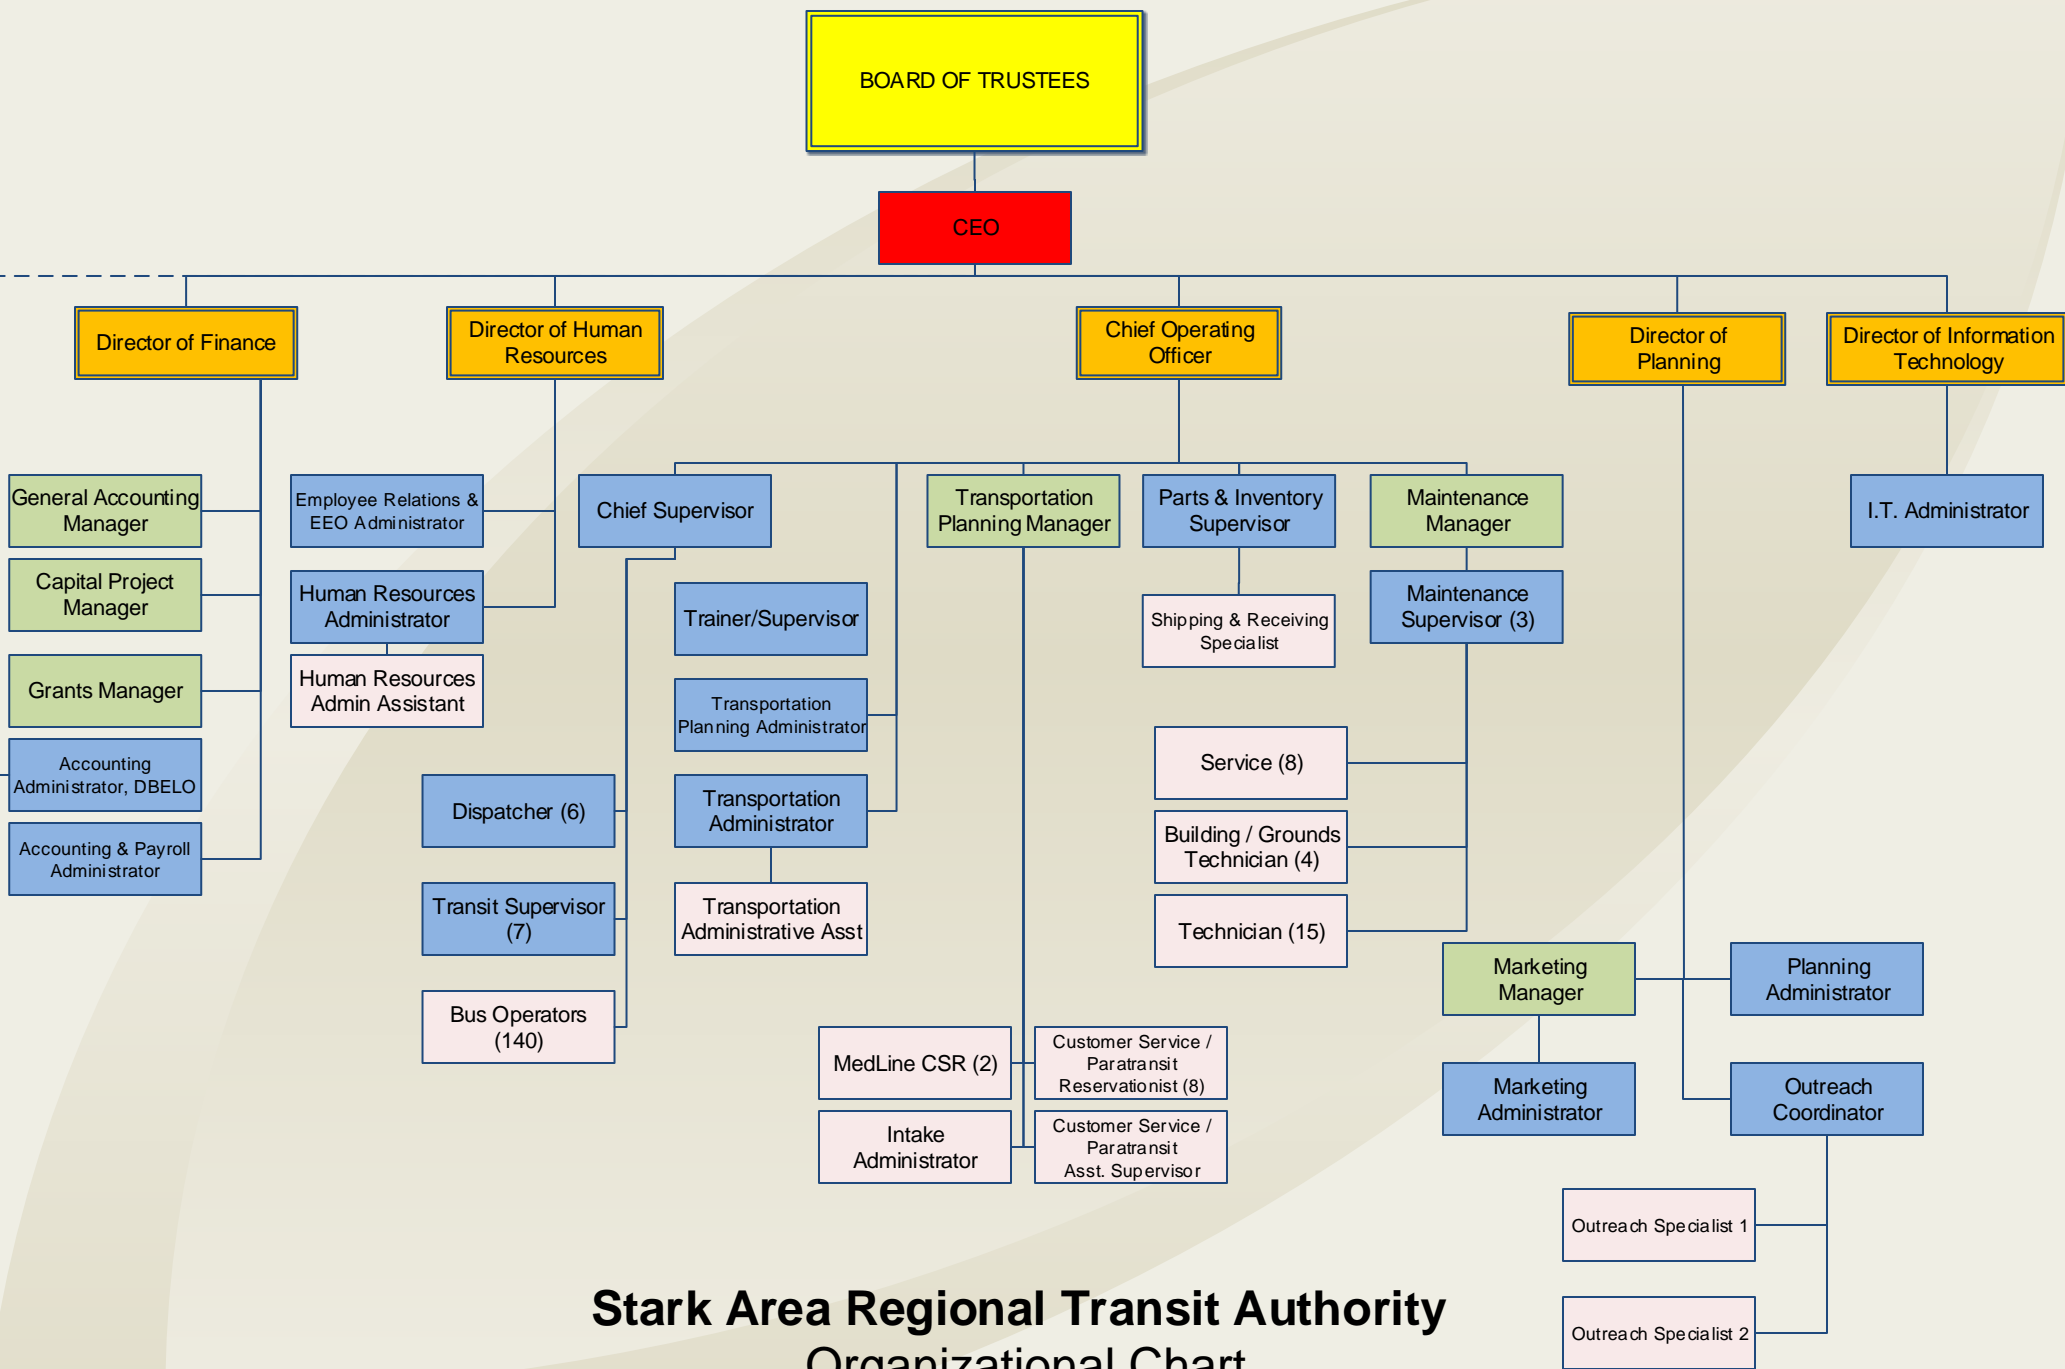 BOARD OF TRUSTEES
CEO
Director of Finance
Director of Human
Resources
Chief Operating
Officer
Director of
Planning
Director of Information
Technology
General Accounting
Manager
Capital Project
Manager
Grants Manager
Accounting
Administrator, DBELO
Accounting & Payroll
Administrator
Employee Relations &
EEO Administrator
Human Resources
Administrator
Human Resources
Admin Assistant
Chief Supervisor
Dispatcher (6)
Transit Supervisor
(7)
Bus Operators
(140)
Trainer/Supervisor
Transportation
Planning Administrator
Transportation
Administrator
Transportation
Administrative Asst
Transportation
Planning Manager
MedLine CSR (2)
Customer Service /
Paratransit
Reservationist (8)
Intake
Administrator
Customer Service /
Paratransit
Asst. Supervisor
Parts & Inventory
Supervisor
Shipping & Receiving
Specialist
Maintenance
Manager
Maintenance
Supervisor (3)
Service (8)
Building / Grounds
Technician (4)
Technician (15)
Marketing
Manager
Marketing
Administrator
Planning
Administrator
Outreach
Coordinator
Outreach Specialist 1
Outreach Specialist 2
I.T. Administrator
Stark Area Regional Transit Authority
Organizational Chart